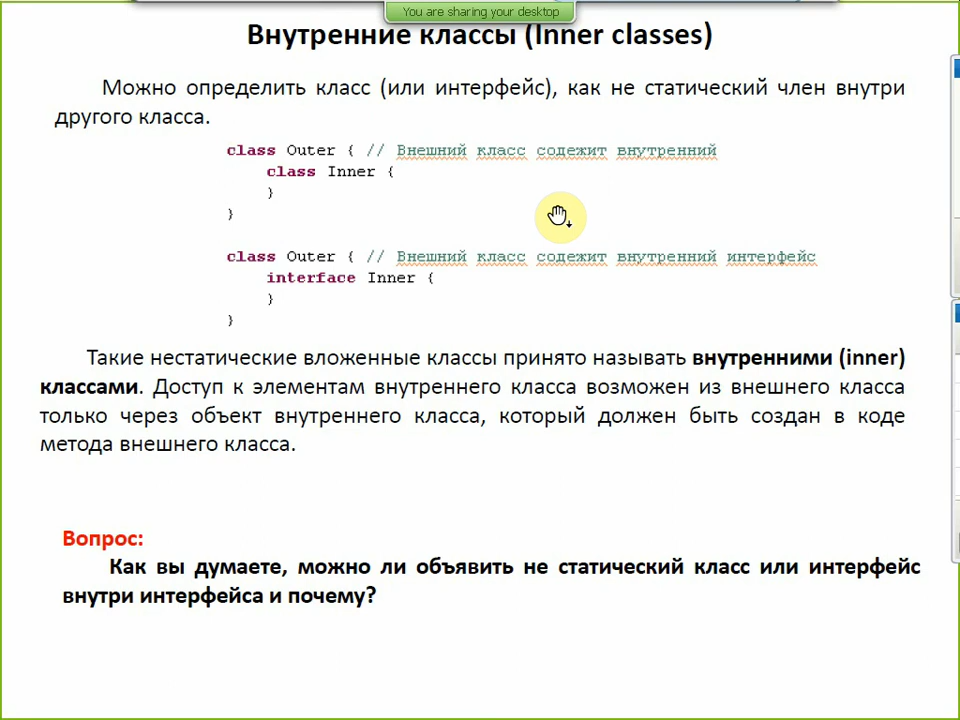 You are sharing your desktop
Внутренние классы (Inner classes)
Можно определить класс (или интерфейс), как не статический член внутри
другого класса.
class Outer { // Внешний класс содежит внутренний
class Inner {
}
}
class Outer { // Внешний класс содежит внутренний интерфейс
interface Inner {
}
}
Такие нестатические вложенные классы принято называть внутренними (inner)
классами. Доступ к элементам внутреннего класса возможен из внешнего класса
только через объект внутреннего класса, который должен быть создан в коде
метода внешнего класса.
Вопрос:
Как вы думаете, можно ли объявить не статический класс или интерфейс
внутри интерфейса и почему?